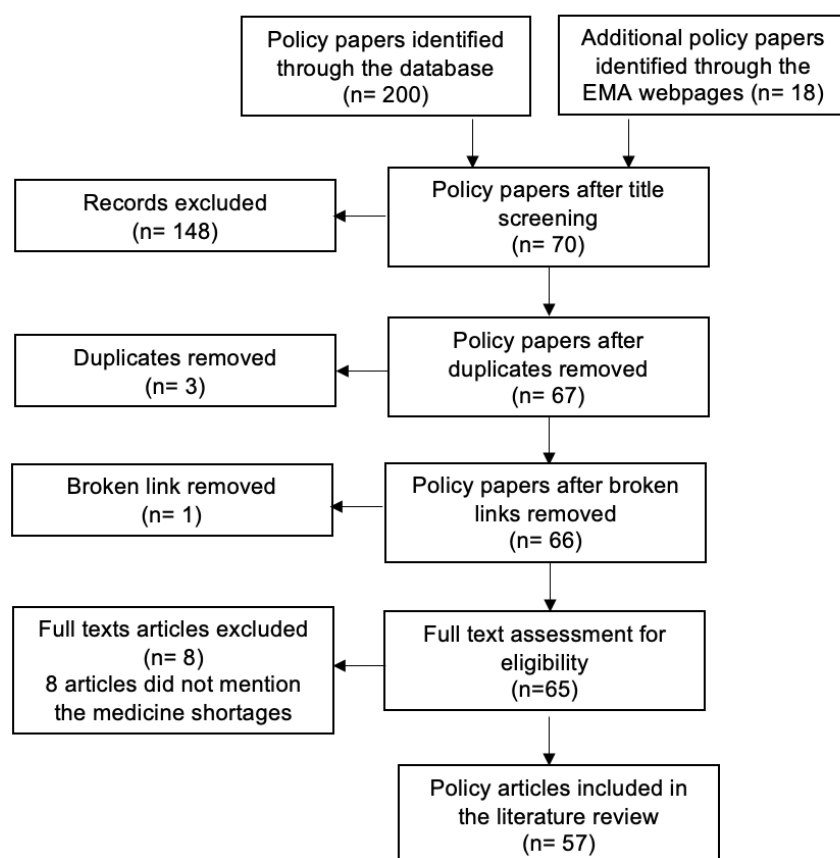 Policy papers identified
through the database
(n= 200)
Additional policy papers
identified through the
EMA webpages (n= 18)
Records excluded
(n= 148)
Policy papers after title
screening
(n= 70)
Duplicates removed
(n= 3)
Policy papers after
duplicates removed
(n= 67)
Broken link removed
(n= 1)
Policy papers after broken
links removed
(n= 66)
Full texts articles excluded
(n= 8)
8 articles did not mention
the medicine shortages
Full text assessment for
eligibility
(n=65)
Policy articles included in
the literature review
(n= 57)